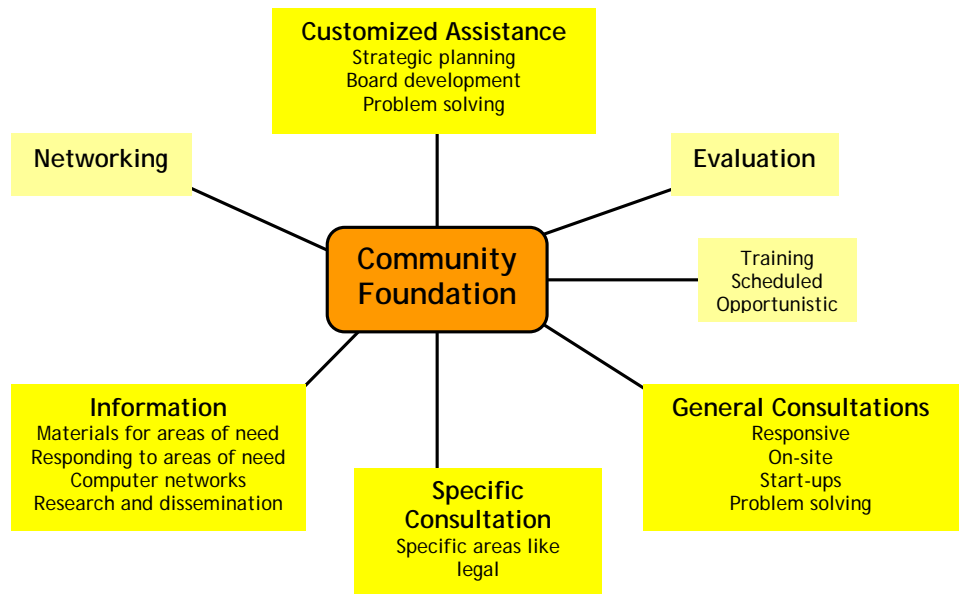 Customized Assistance
Strategic planning
Board development
Problem solving
Networking
Evaluation
Community
Foundation
Training
Scheduled
Opportunistic
Information
Materials for areas of need
Responding to areas of need
Computer networks
Research and dissemination
Specific
Consultation
Specific areas like
legal
General Consultations
Responsive
On-site
Start-ups
Problem solving